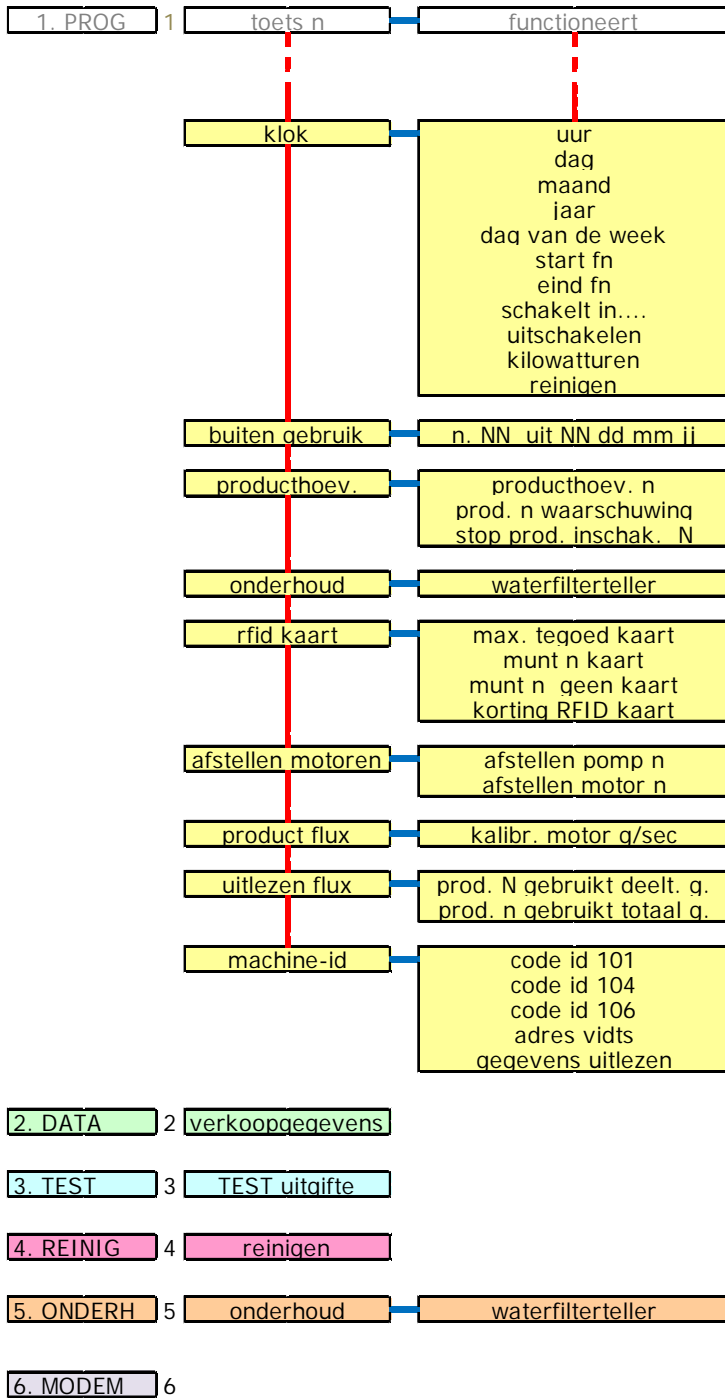 1. PROG 1 toets n functioneert
klok uur
dag
maand
jaar
dag van de week
start fn
eind fn
schakelt in....
uitschakelen
kilowatturen
reinigen
buiten gebruik n. NN uit NN dd mm jj
producthoev. producthoev. n
prod. n waarschuwing
stop prod. inschak. N
onderhoud waterfilterteller
rfid kaart max. tegoed kaart
munt n kaart
munt n geen kaart
korting RFID kaart
afstellen motoren afstellen pomp n
afstellen motor n
product flux kalibr. motor g/sec
uitlezen flux prod. N gebruikt deelt. g.
prod. n gebruikt totaal g.
machine-id code id 101
code id 104
code id 106
adres vidts
gegevens uitlezen
2. DATA 2 verkoopgegevens
3. TEST 3 TEST uitgifte
4. REINIG 4 reinigen
5. ONDERH 5 onderhoud waterfilterteller
6. MODEM 6